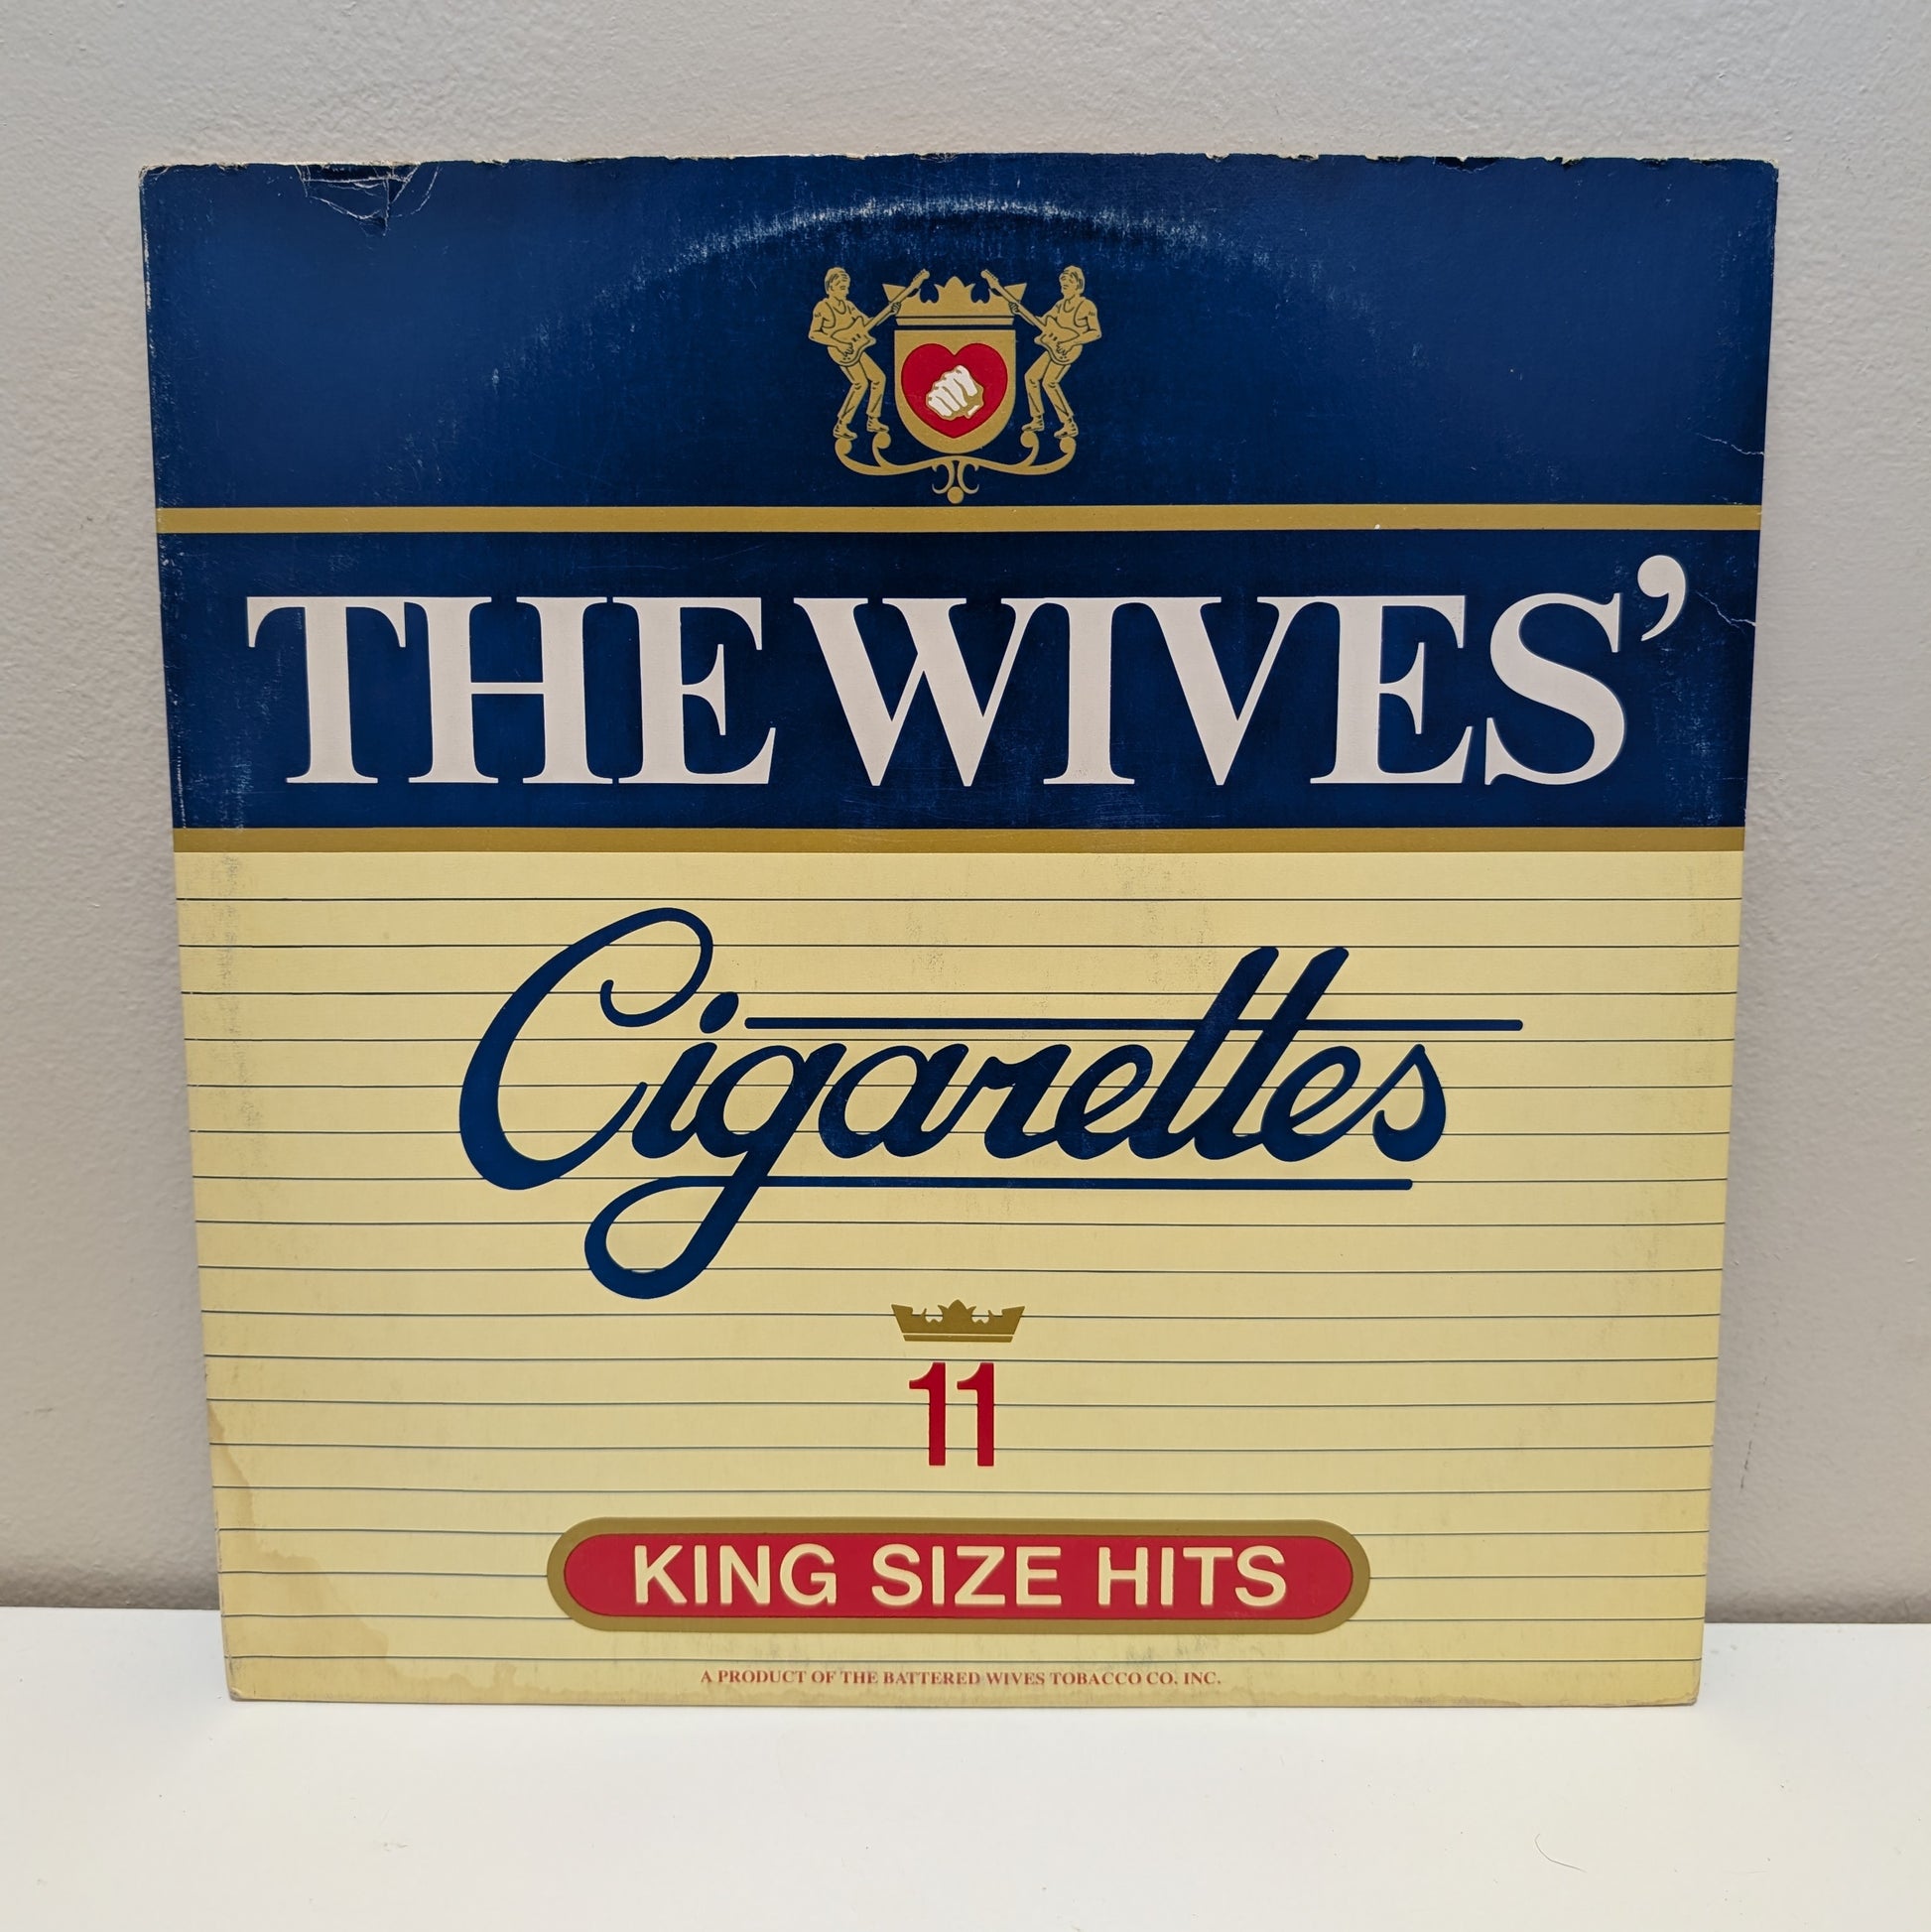 THE WIVES’
Cigarettes
11
KING SIZE HITS
A PRODUCT OF THE BATTERED WIVES TOBACCO CO. INC.